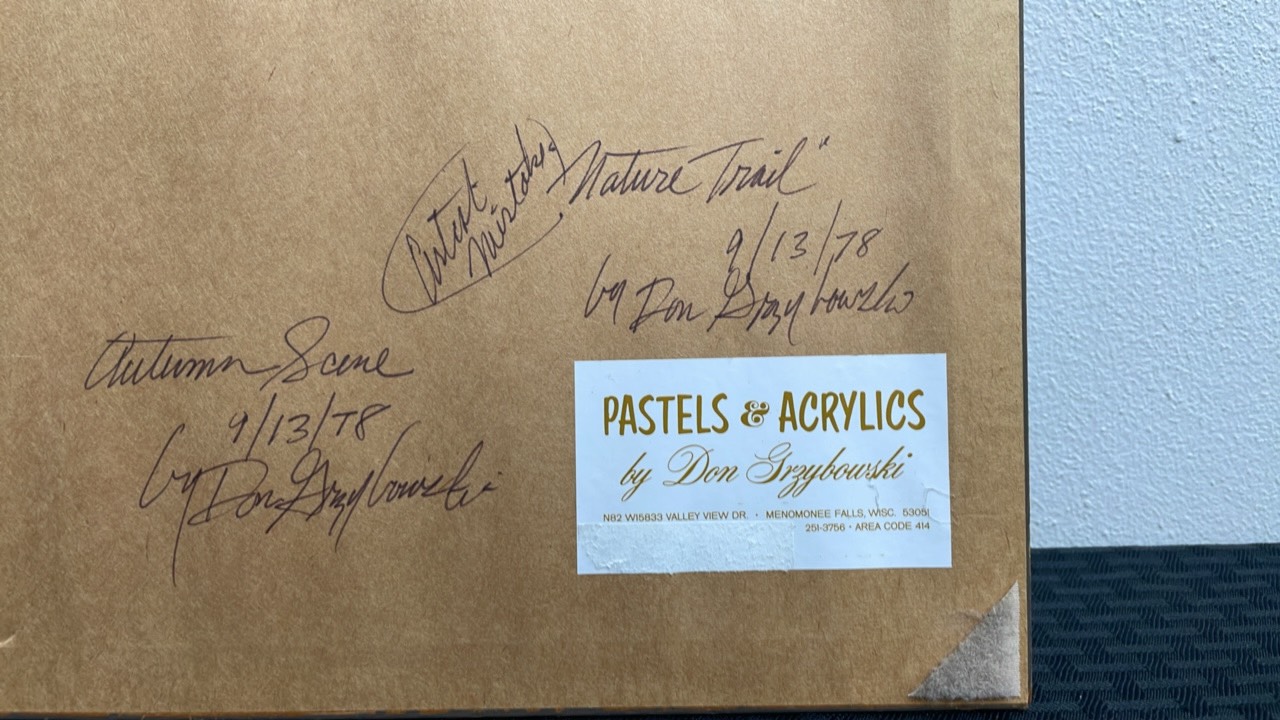 Artist
Mistake
Nature Trail"
9/13/78
by Don Grzybowski
Autumn Scene
9/13/78
by Don Grzybowski
PASTELS & ACRYLICS
by Don Grzybowski
N82 W15833 VALLEY VIEW DR. • MENOMONEE FALLS, WISC. 53051
251-3756 • AREA CODE 414